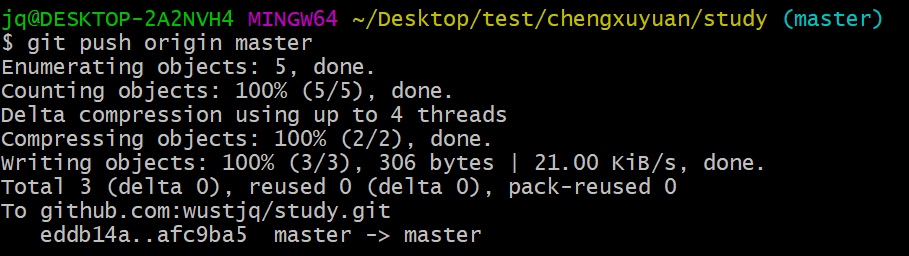 jq@DESKTOP-2A2NVH4 MINGW64 ~/Desktop/test/chengxuyuan/study (master)
$ git push origin master
Enumerating objects: 5, done.
Counting objects: 100% (5/5), done.
Delta compression using up to 4 threads
Compressing objects: 100% (2/2), done.
Writing objects: 100% (3/3), 306 bytes | 21.00 KiB/s, done.
Total 3 (delta 0), reused 0 (delta 0), pack-reused 0
To github.com:wustjq/study.git
   eddb14a..afc9ba5  master -> master